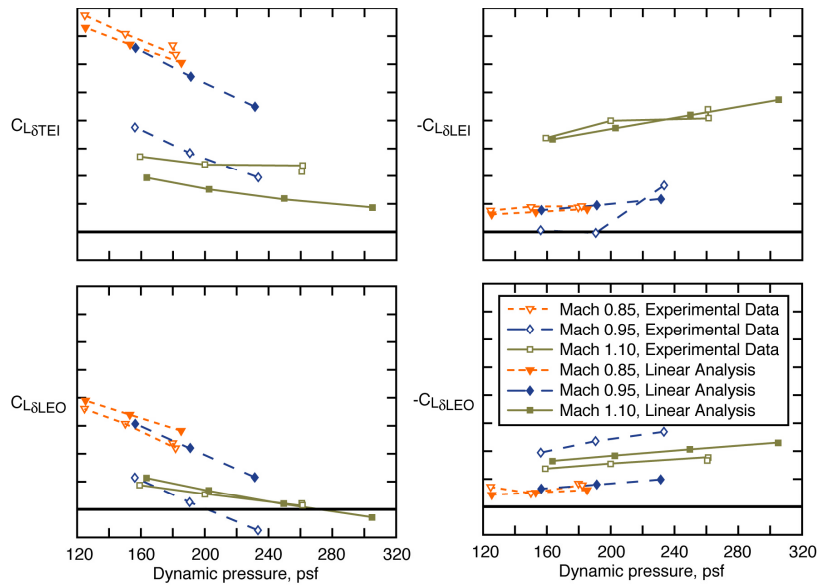 CLδTEI
-CLδLEI
CLδLEO
-CLδLEO
Mach 0.85, Experimental Data
Mach 0.95, Experimental Data
Mach 1.10, Experimental Data
Mach 0.85, Linear Analysis
Mach 0.95, Linear Analysis
Mach 1.10, Linear Analysis
120 160 200 240 280 320
120 160 200 240 280 320
Dynamic pressure, psf
Dynamic pressure, psf